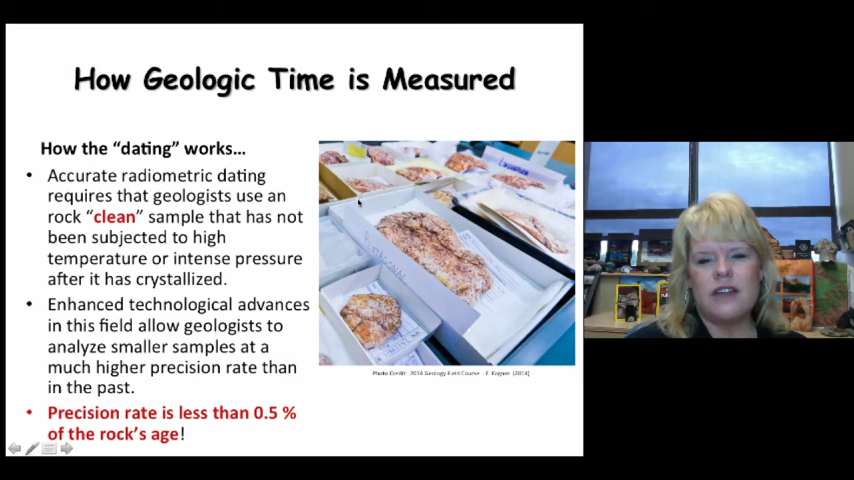 How Geologic Time is Measured
How the “dating” works...
• Accurate radiometric dating
requires that geologists use an
rock “clean” sample that has not
been subjected to high
temperature or intense pressure
after it has crystallized.
• Enhanced technological advances
in this field allow geologists to
analyze smaller samples at a
much higher precision rate than
in the past.
• Precision rate is less than 0.5 %
of the rock’s age!
Photo Credit: 2014 Geology Field Course - E. Fogner (2014)